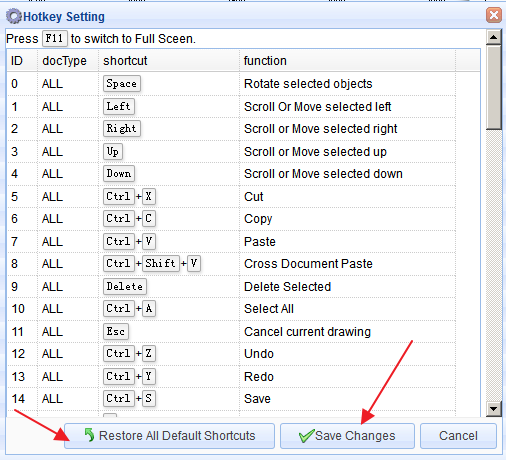 Hotkey Setting
Press F11 to switch to Full Sceen.
ID docType shortcut function
0 ALL Space Rotate selected objects
1 ALL Left Scroll Or Move selected left
2 ALL Right Scroll or Move selected right
3 ALL Up Scroll or Move selected up
4 ALL Down Scroll or Move selected down
5 ALL Ctrl+X Cut
6 ALL Ctrl+C Copy
7 ALL Ctrl+V Paste
8 ALL Ctrl+Shift+V Cross Document Paste
9 ALL Delete Delete Selected
10 ALL Ctrl+A Select All
11 ALL Esc Cancel current drawing
12 ALL Ctrl+Z Undo
13 ALL Ctrl+Y Redo
14 ALL Ctrl+S Save
Restore All Default Shortcuts Save Changes Cancel